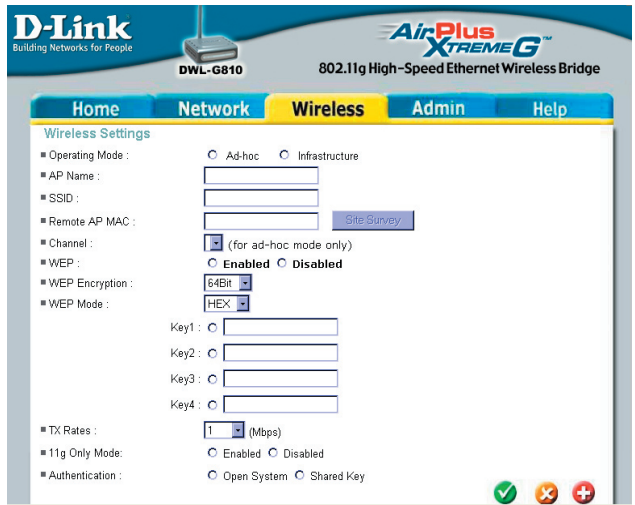 D-Link
Building Networks for People
AirPlus
XTREME G™
DWL-G810
802.11g High-Speed Ethernet Wireless Bridge
Home Network Wireless Admin Help
Wireless Settings
Operating Mode : Ad-hoc Infrastructure
AP Name :
SSID :
Remote AP MAC : Site Survey
Channel : (for ad-hoc mode only)
WEP : Enabled Disabled
WEP Encryption : 64Bit
WEP Mode : HEX
Key1 :
Key2 :
Key3 :
Key4 :
TX Rates : 1 (Mbps)
11g Only Mode: Enabled Disabled
Authentication : Open System Shared Key